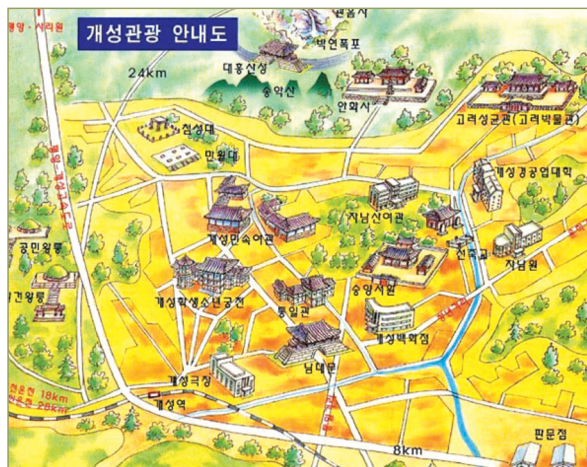 개성관광 안내도
관음사
박연폭포
24km
대흥산성
송악산
안화사
고려성균관(고려박물관)
첨성대
만월대
개성경공업대학
자남산여관
개성민속여관
선죽교
자남원
공민왕릉
숭양서원
개성학생소년궁전
통일관
개성백화점
남대문
개성극장
18km
28km
개성역
8km
판문점